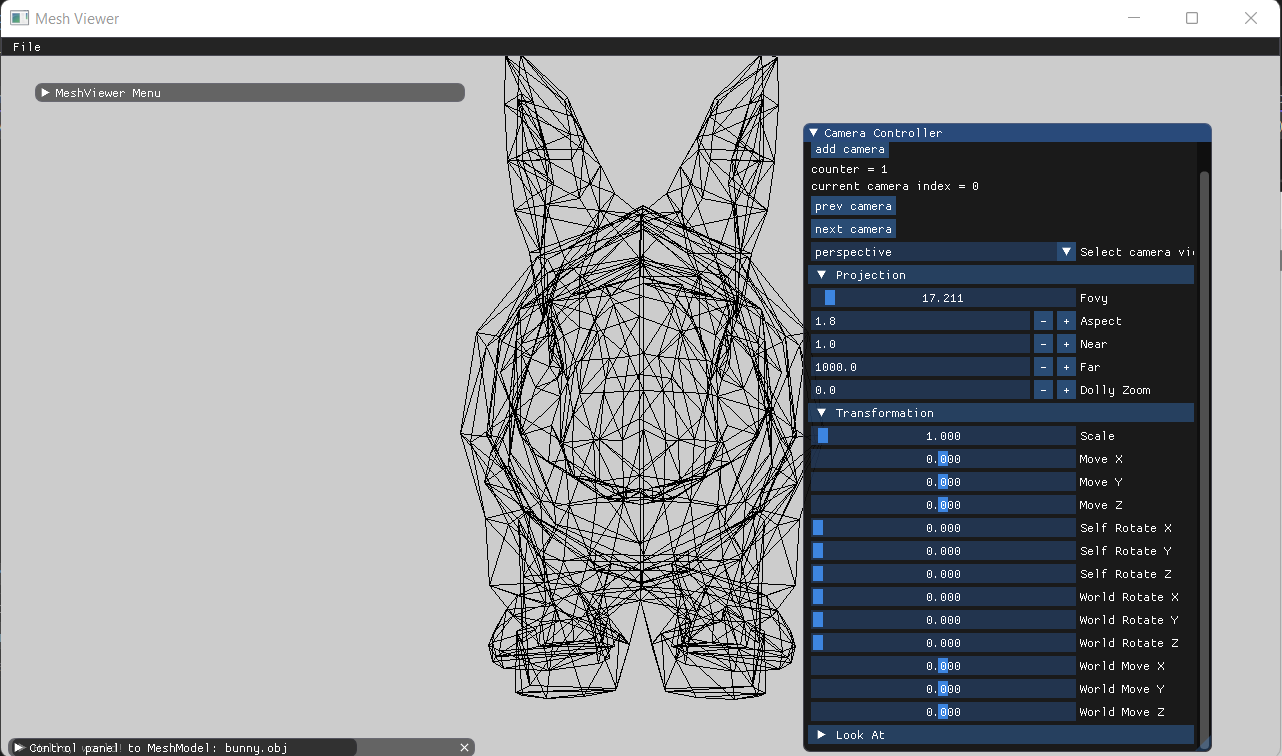 Mesh Viewer
File
MeshViewer Menu
Camera Controller
add camera
counter = 1
current camera index = 0
prev camera
next camera
perspective Select camera
Projection
17.211 Fovy
1.8 - + Aspect
1.0 - + Near
1000.0 - + Far
0.0 - + Dolly Zoom
Transformation
1.000 Scale
0.000 Move X
0.000 Move Y
0.000 Move Z
0.000 Self Rotate X
0.000 Self Rotate Y
0.000 Self Rotate Z
0.000 World Rotate X
0.000 World Rotate Y
0.000 World Rotate Z
0.000 World Move X
0.000 World Move Y
0.000 World Move Z
Look At
Control panel to MeshModel: bunny.obj